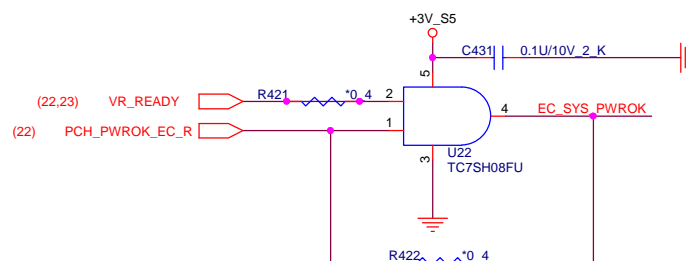 +3V_S5
C431 0.1U/10V_2_K
5
(22,23) VR_READY R421 *0_4 2
4 EC_SYS_PWROK
(22) PCH_PWROK_EC_R 1
U22
TC7SH08FU
3
R422 *0_4